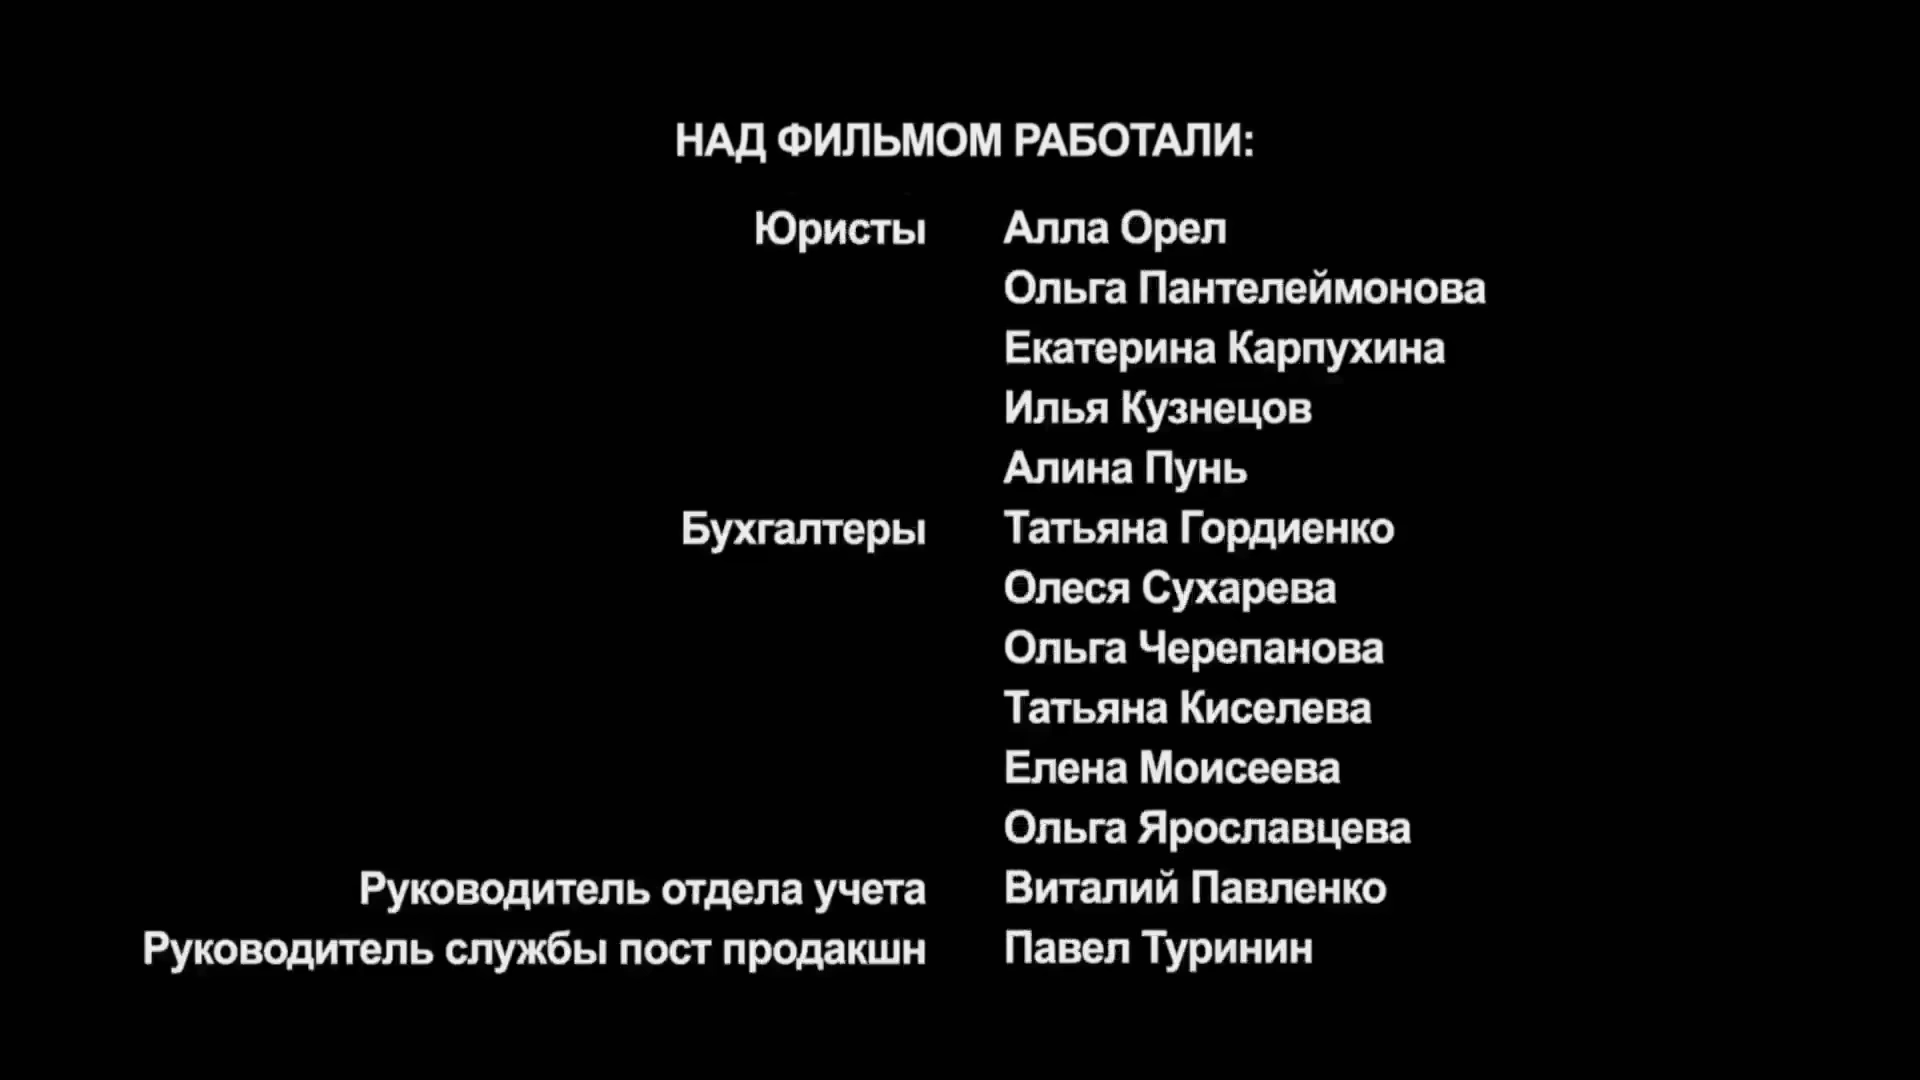 НАД ФИЛЬМОМ РАБОТАЛИ:
Юристы Алла Орел
Ольга Пантелеймонова
Екатерина Карпухина
Илья Кузнецов
Алина Пунь
Бухгалтеры Татьяна Гордиенко
Олеся Сухарева
Ольга Черепанова
Татьяна Киселева
Елена Моисеева
Ольга Ярославцева
Руководитель отдела учета Виталий Павленко
Руководитель службы пост продакшн Павел Туринин